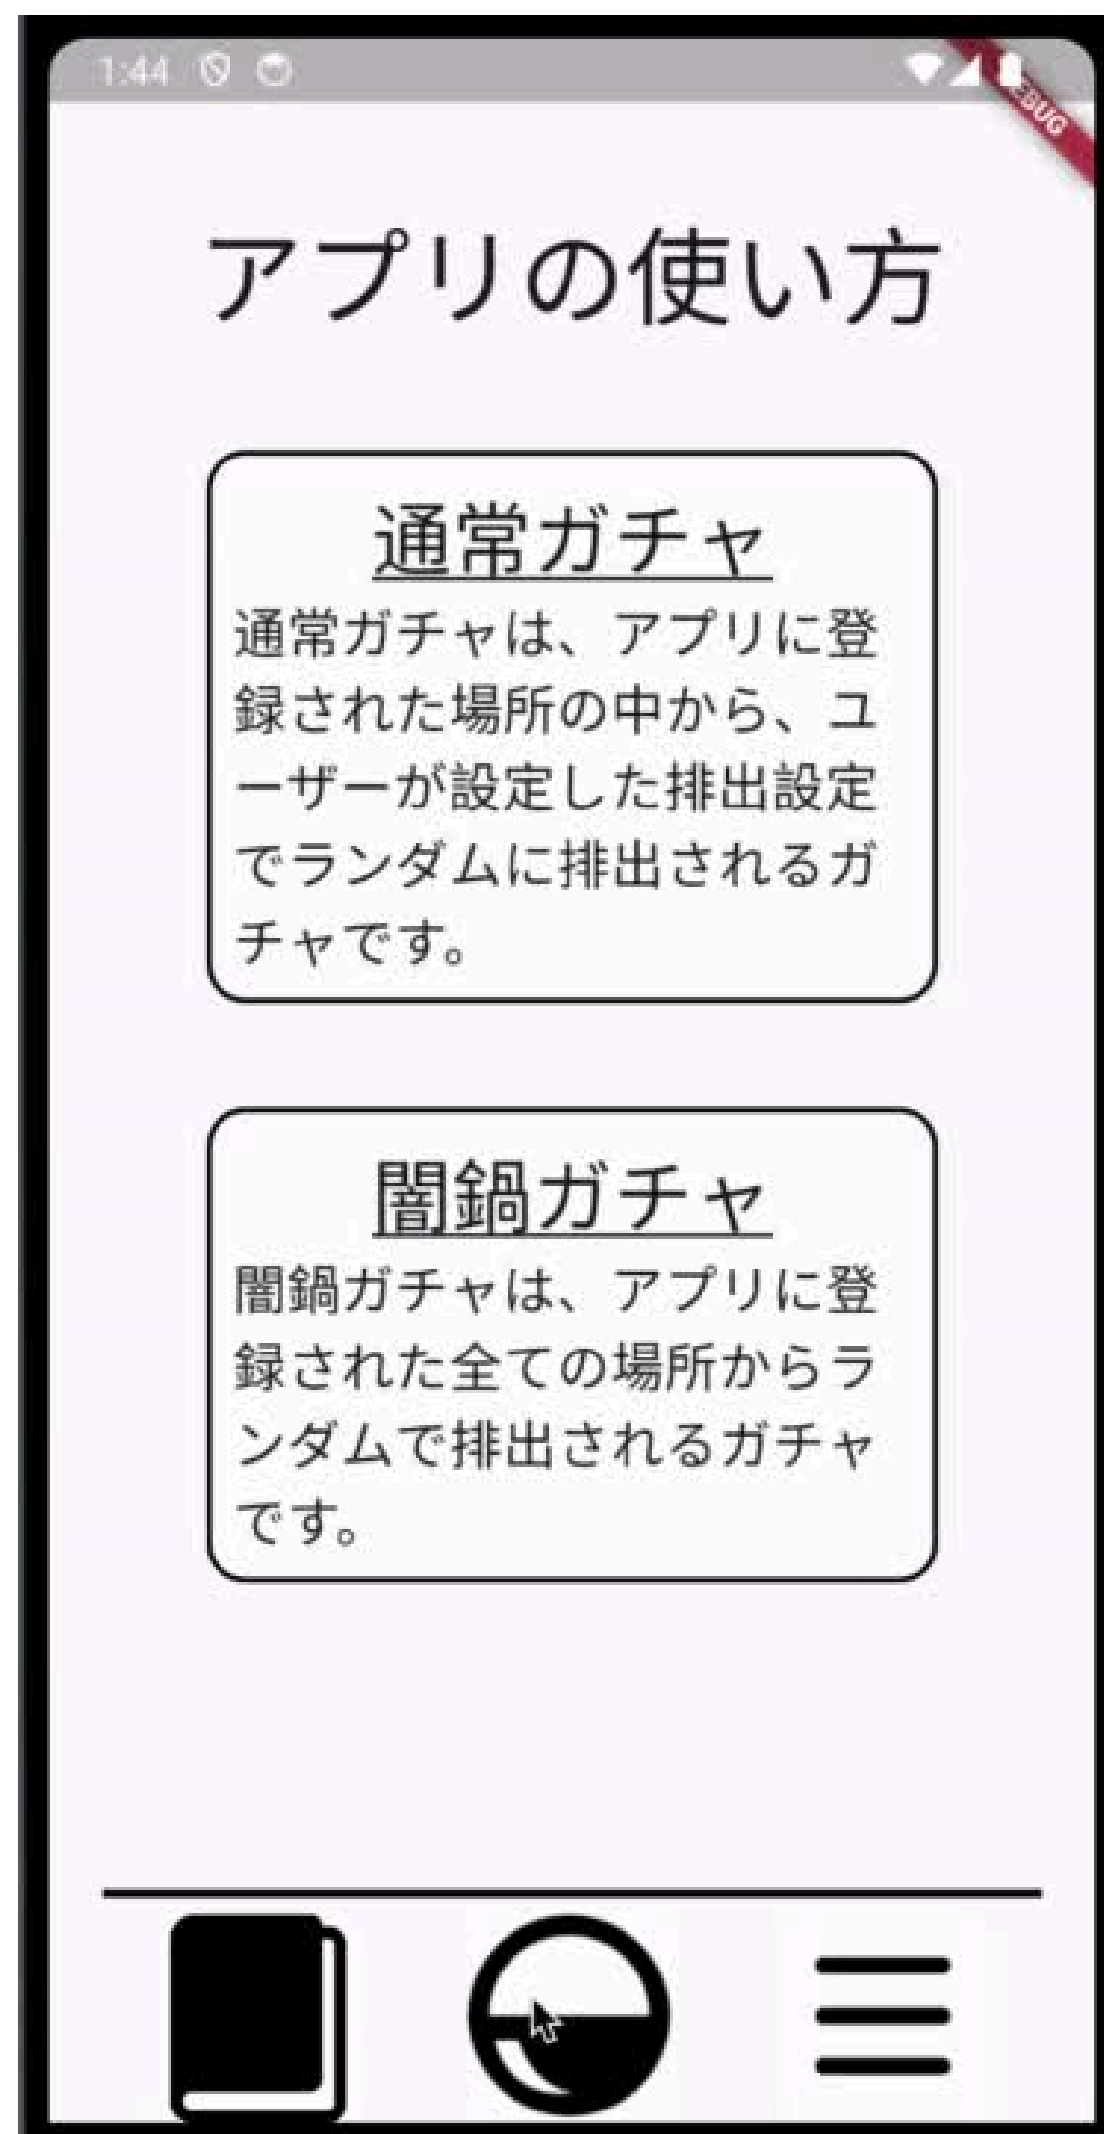 1:44
アプリの使い方
通常ガチャ
通常ガチャは、アプリに登
録された場所の中から、ユ
ーザーが設定した排出設定
でランダムに排出されるガ
チャです。
闇鍋ガチャ
闇鍋ガチャは、アプリに登
録された全ての場所からラ
ンダムで排出されるガチャ
です。